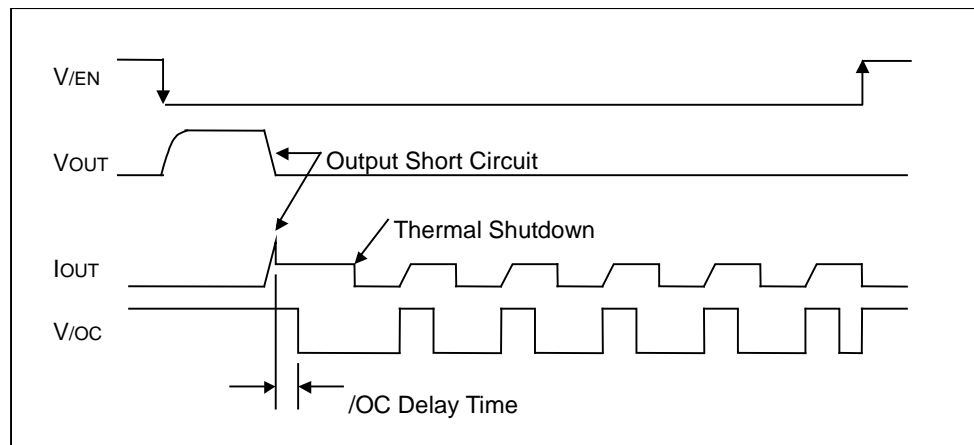 V/EN
VOUT
Output Short Circuit
Thermal Shutdown
IOUT
V/OC
/OC Delay Time